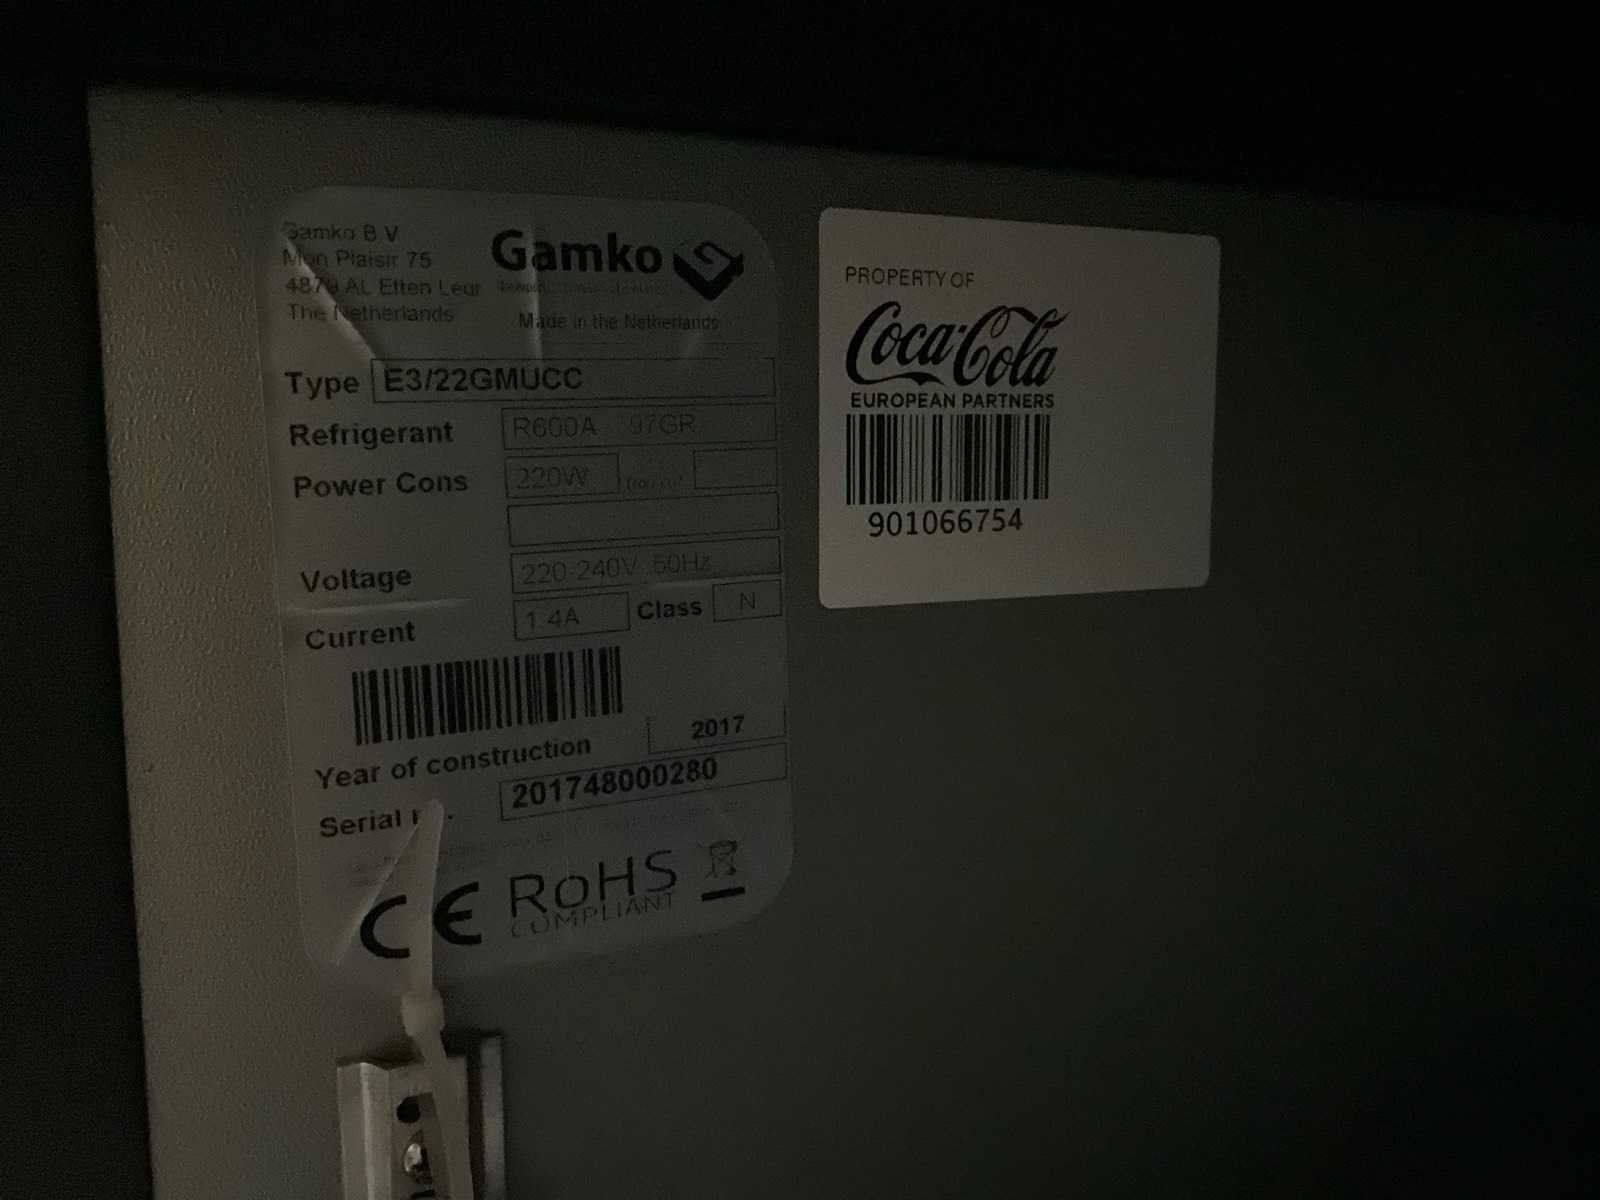 Gamko B.V
Mon Plaisir 75
4879 AL Etten Leur
The Netherlands
Gamko
Made in the Netherlands
Type E3/22GMUCC
Refrigerant R600A 97GR
Power Cons 220W
Voltage 220-240V 50Hz
Current 1.4A Class N
Year of construction 2017
Serial 201748000280
CE RoHS
COMPLIANT
PROPERTY OF
Coca-Cola
EUROPEAN PARTNERS
901066754